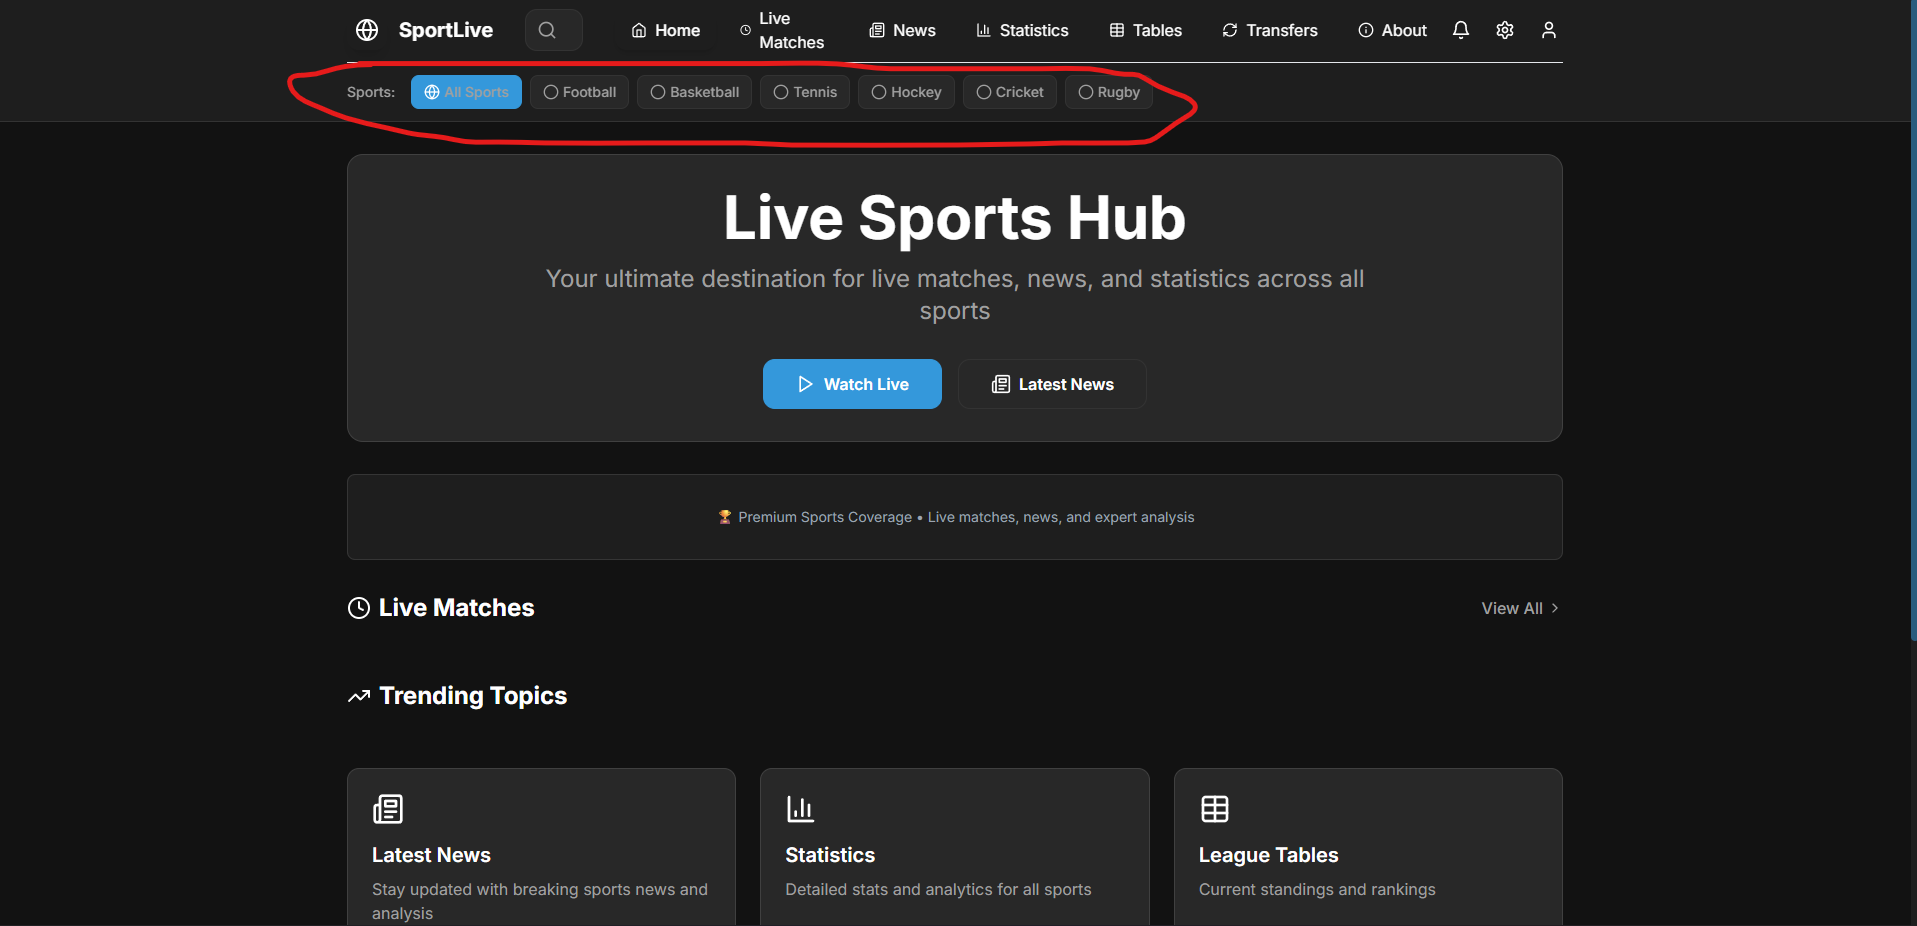 SportLive
Home
Live
Matches
News
Statistics
Tables
Transfers
About
Sports:
All Sports
Football
Basketball
Tennis
Hockey
Cricket
Rugby
Live Sports Hub
Your ultimate destination for live matches, news, and statistics across all
sports
Watch Live
Latest News
🏆 Premium Sports Coverage • Live matches, news, and expert analysis
Live Matches
View All
Trending Topics
Latest News
Stay updated with breaking sports news and
analysis
Statistics
Detailed stats and analytics for all sports
League Tables
Current standings and rankings